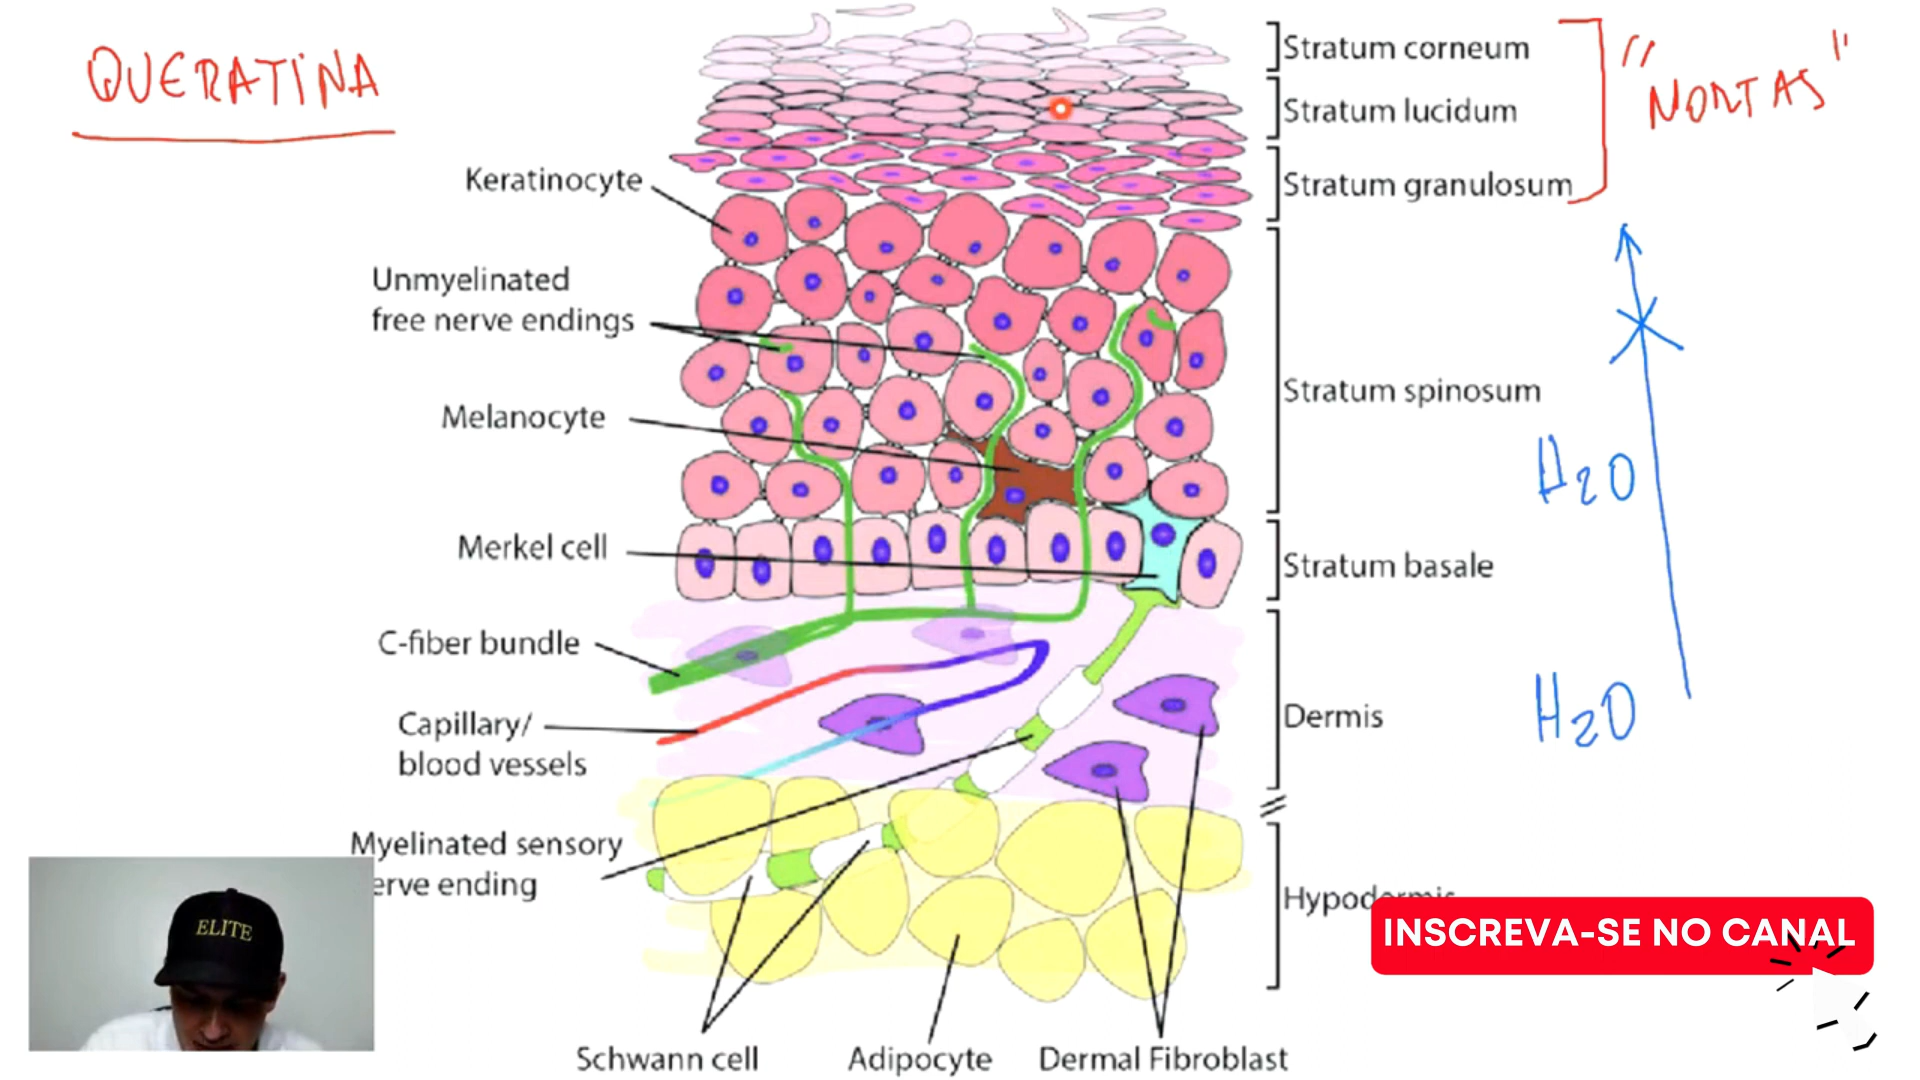 QUERATINA
Stratum corneum
"MORTAS"
Stratum lucidum
Keratinocyte
Stratum granulosum
Unmyelinated
free nerve endings
Stratum spinosum
Melanocyte
H2O
Merkel cell
Stratum basale
C-fiber bundle
H2O
Dermis
Capillary/
blood vessels
Myelinated sensory
erve ending
Hypodermis
ELITE
INSCREVA-SE NO CANAL
Schwann cell
Adipocyte
Dermal Fibroblast